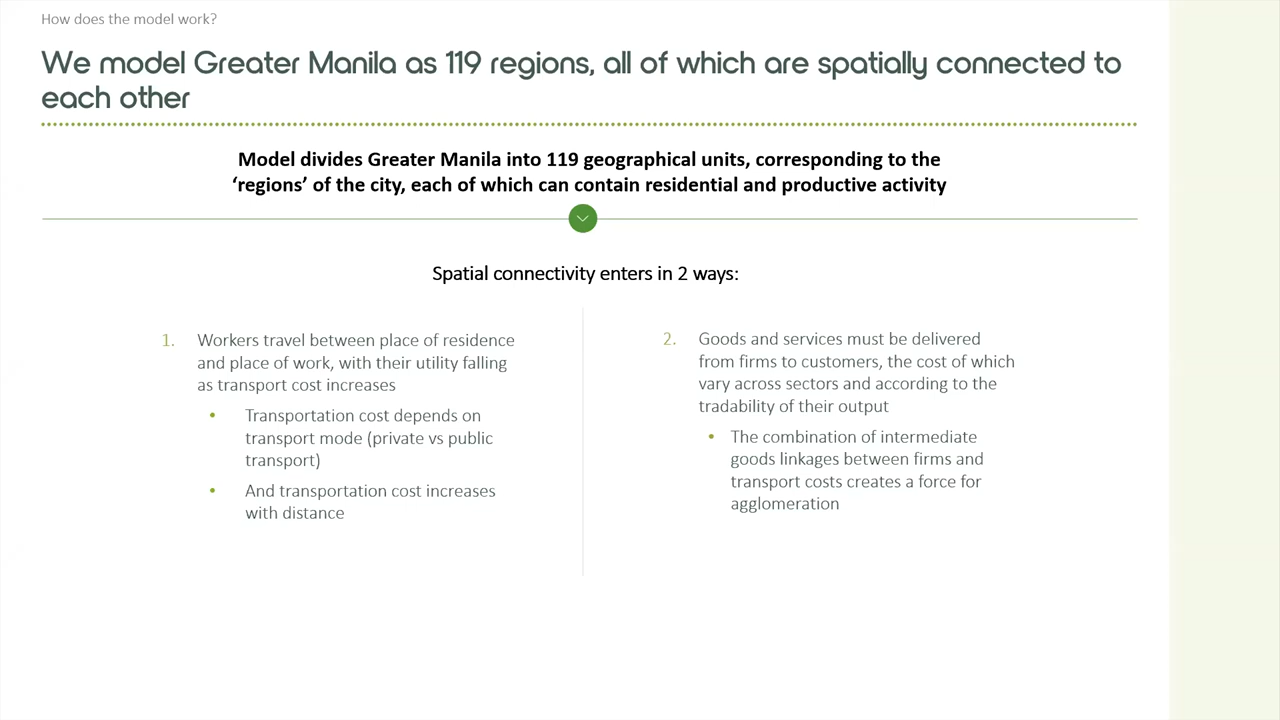 How does the model work?
We model Greater Manila as 119 regions, all of which are spatially connected to
each other
Model divides Greater Manila into 119 geographical units, corresponding to the
‘regions’ of the city, each of which can contain residential and productive activity
Spatial connectivity enters in 2 ways:
1. Workers travel between place of residence
and place of work, with their utility falling
as transport cost increases
• Transportation cost depends on
transport mode (private vs public
transport)
• And transportation cost increases
with distance
2. Goods and services must be delivered
from firms to customers, the cost of which
vary across sectors and according to the
tradability of their output
• The combination of intermediate
goods linkages between firms and
transport costs creates a force for
agglomeration